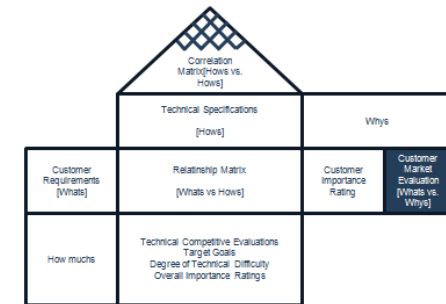 Correlation
Matrix[Hows vs.
Hows]
Technical Specifications
[Hows]
Whys
Customer
Requirements
[Whats]
Relatinship Matrix
[Whats vs Hows]
Customer
Importance
Rating
Customer
Market
Evaluation
[Whats vs.
Whys]
How muchs
Technical Competitive Evaluations
Target Goals
Degree of Technical Difficulty
Overall Importance Ratings